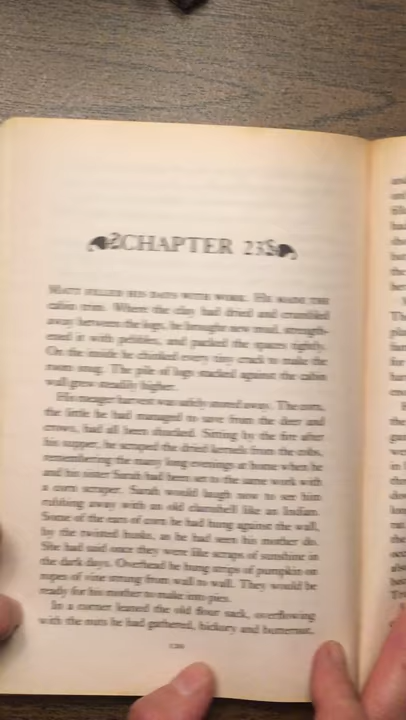 CHAPTER 23
MATT FILLED HIS DAYS WITH WORK. HE MADE THE
cabin trim. Where the clay had dried and crumbled
away between the logs, he brought new mud, strength-
ened it with pebbles, and packed the spaces tightly.
On the inside he chinked every tiny crack to make the
room snug. The pile of logs stacked against the cabin
wall grew steadily higher.
His meager harvest was safely stored away. The corn,
the little he had managed to save from the deer and
crows, had all been shucked. Sitting by the fire after
his supper, he scraped the dried kernels from the cobs,
remembering the many long evenings at home when he
and his sister Sarah had been set to the same work with
a corn scraper. Sarah would laugh now to see him
rubbing away with an old clamshell like an Indian.
Some of the ears of corn he had hung against the wall,
by the twisted husks, as he had seen his mother do.
She had said once they were like scraps of sunshine in
the dark days. Overhead he hung strips of pumpkin on
ropes of vine strung from wall to wall. They would be
ready for his mother to make into pies.
In a corner leaned the old flour sack, overflowing
with the nuts he had gathered, hickory and butternut,